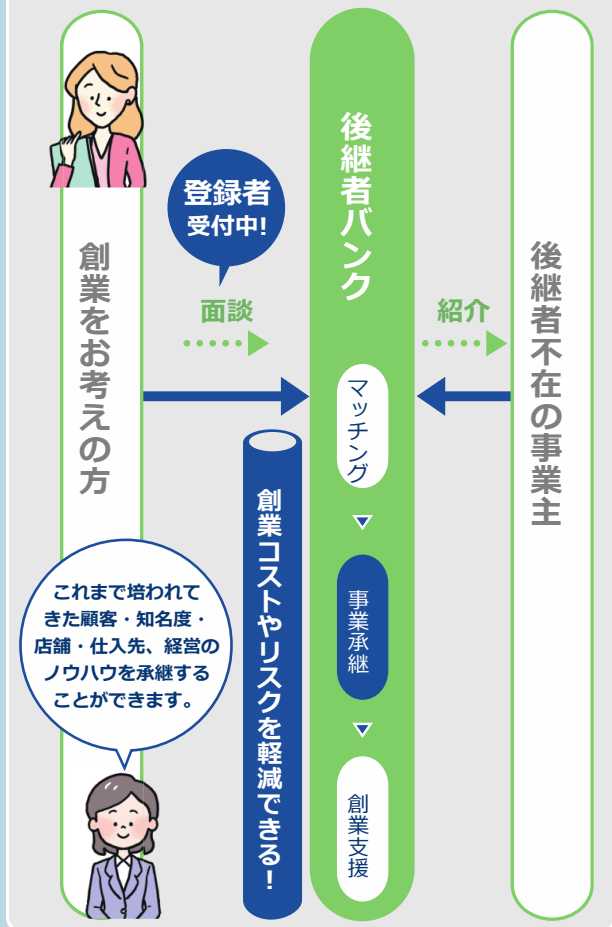 創業をお考えの方
登録者
受付中!
面談
後継者バンク
紹介
後継者不在の事業主
マッチング
事業承継
創業支援
創業コストやリスクを軽減できる！
これまで培われて
きた顧客・知名度・
店舗・仕入先、経営の
ノウハウを承継する
ことができます。